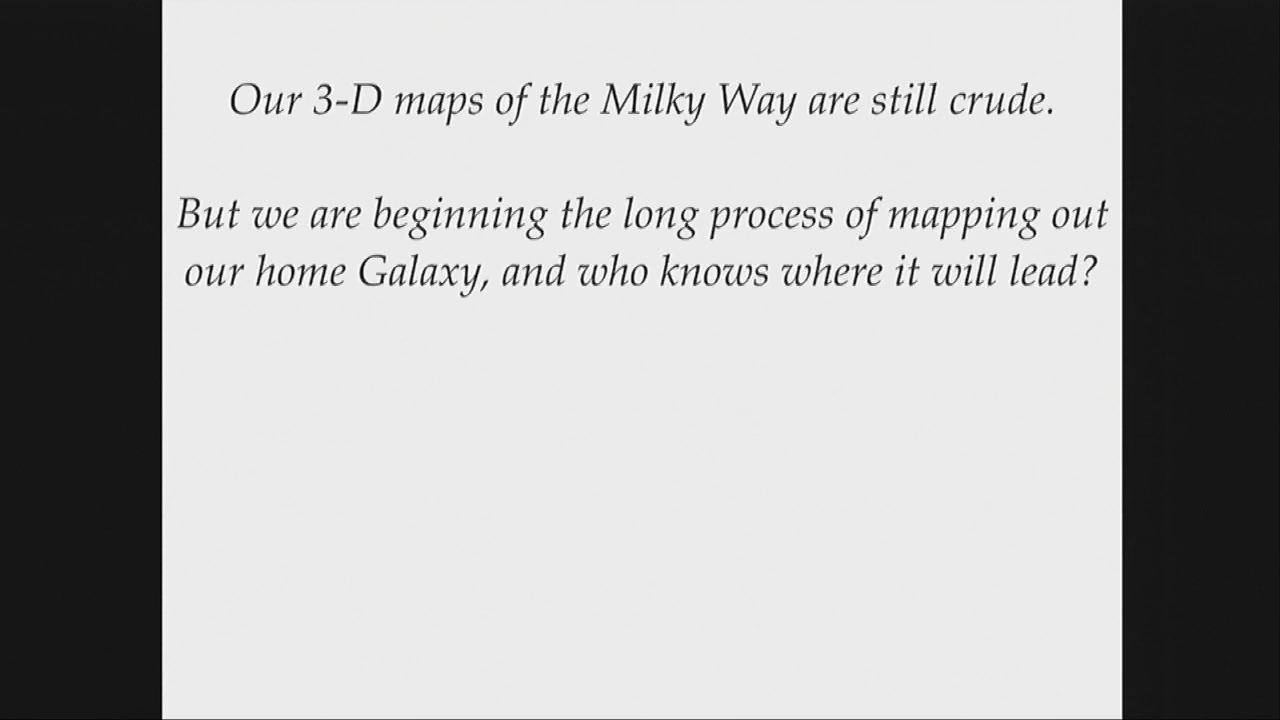 Our 3-D maps of the Milky Way are still crude.
But we are beginning the long process of mapping out
our home Galaxy, and who knows where it will lead?